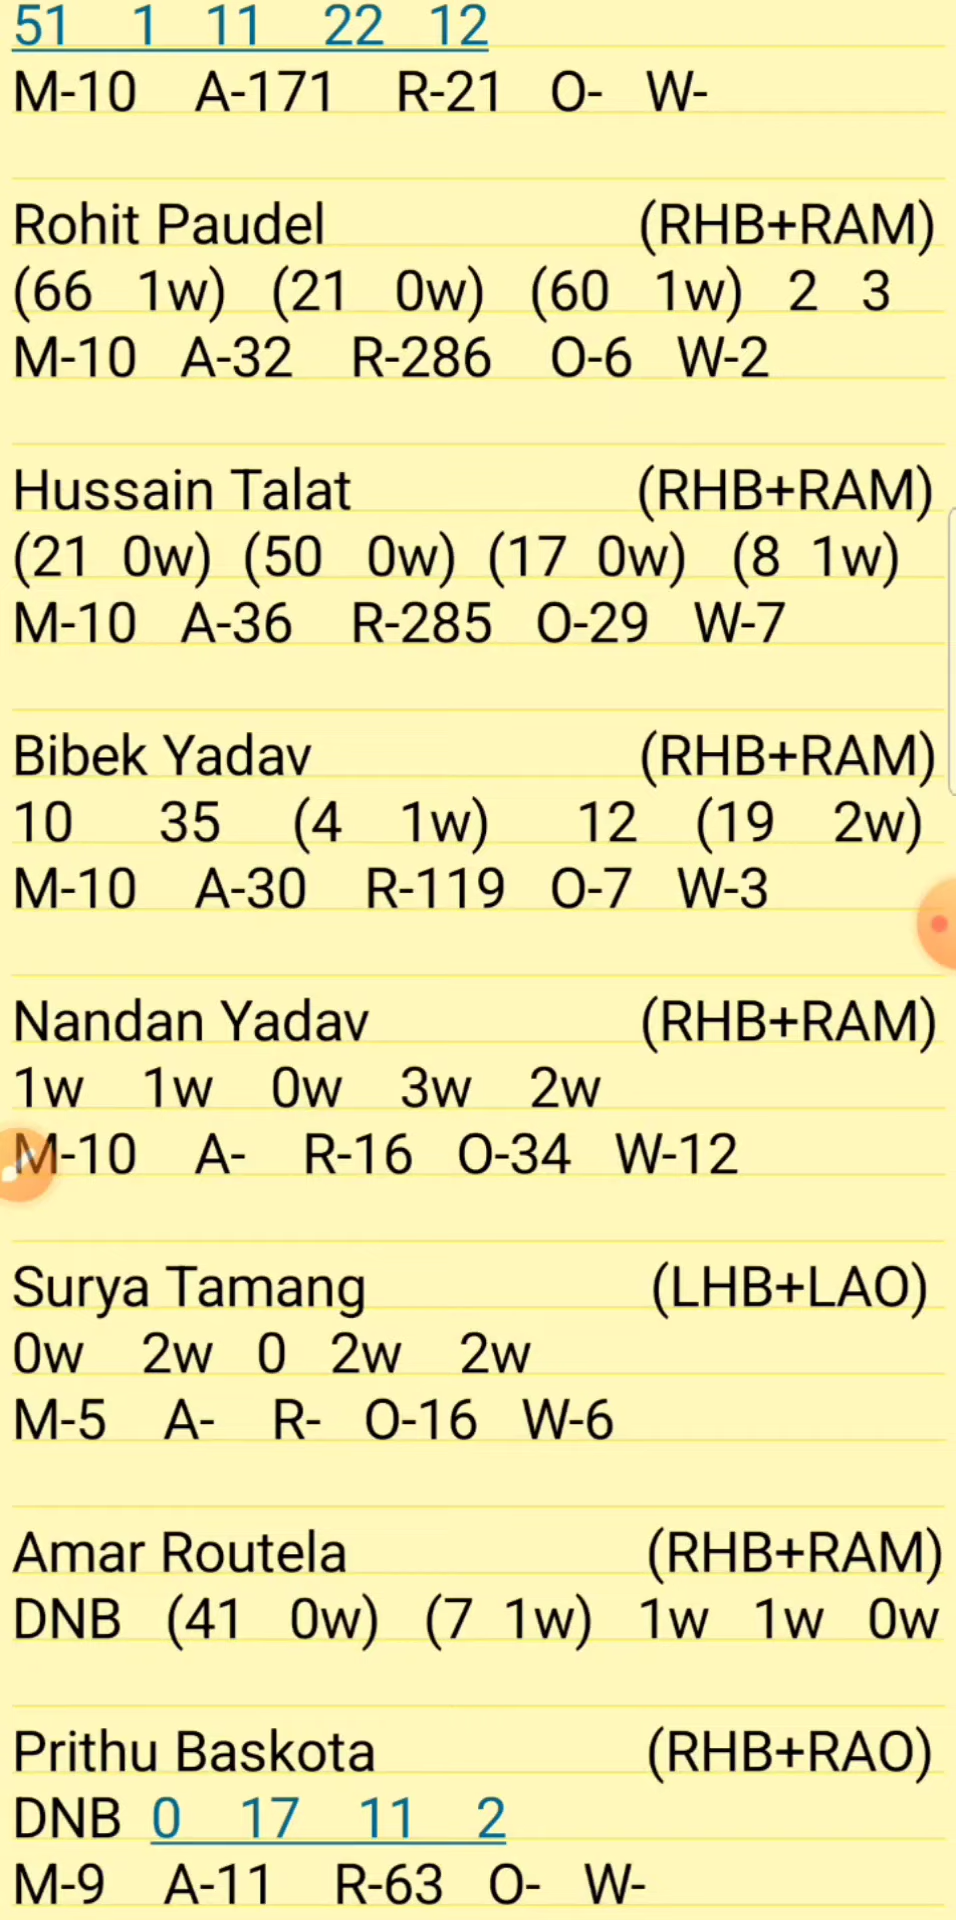 51 1 11 22 12
M-10 A-171 R-21 O- W-
Rohit Paudel (RHB+RAM)
(66 1w) (21 0w) (60 1w) 2 3
M-10 A-32 R-286 O-6 W-2
Hussain Talat (RHB+RAM)
(21 0w) (50 0w) (17 0w) (8 1w)
M-10 A-36 R-285 O-29 W-7
Bibek Yadav (RHB+RAM)
10 35 (4 1w) 12 (19 2w)
M-10 A-30 R-119 O-7 W-3
Nandan Yadav (RHB+RAM)
1w 1w 0w 3w 2w
M-10 A- R-16 O-34 W-12
Surya Tamang (LHB+LAO)
0w 2w 0 2w 2w
M-5 A- R- O-16 W-6
Amar Routela (RHB+RAM)
DNB (41 0w) (7 1w) 1w 1w 0w
Prithu Baskota (RHB+RAO)
DNB 0 17 11 2
M-9 A-11 R-63 O- W-